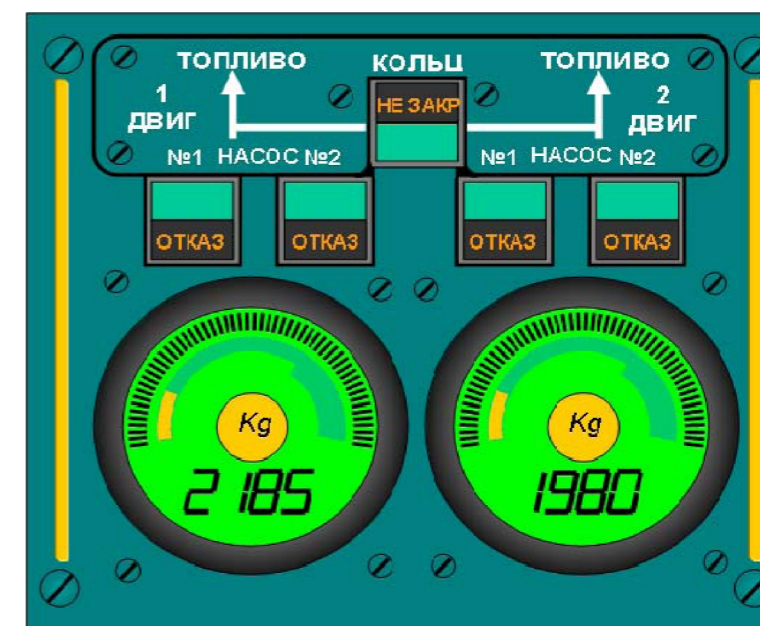 ТОПЛИВО КОЛЬЦ ТОПЛИВО
1 НЕ ЗАКР 2
ДВИГ ДВИГ
№1 НАСОС №2 №1 НАСОС №2
ОТКАЗ ОТКАЗ ОТКАЗ ОТКАЗ
Kg Kg
2185 1980